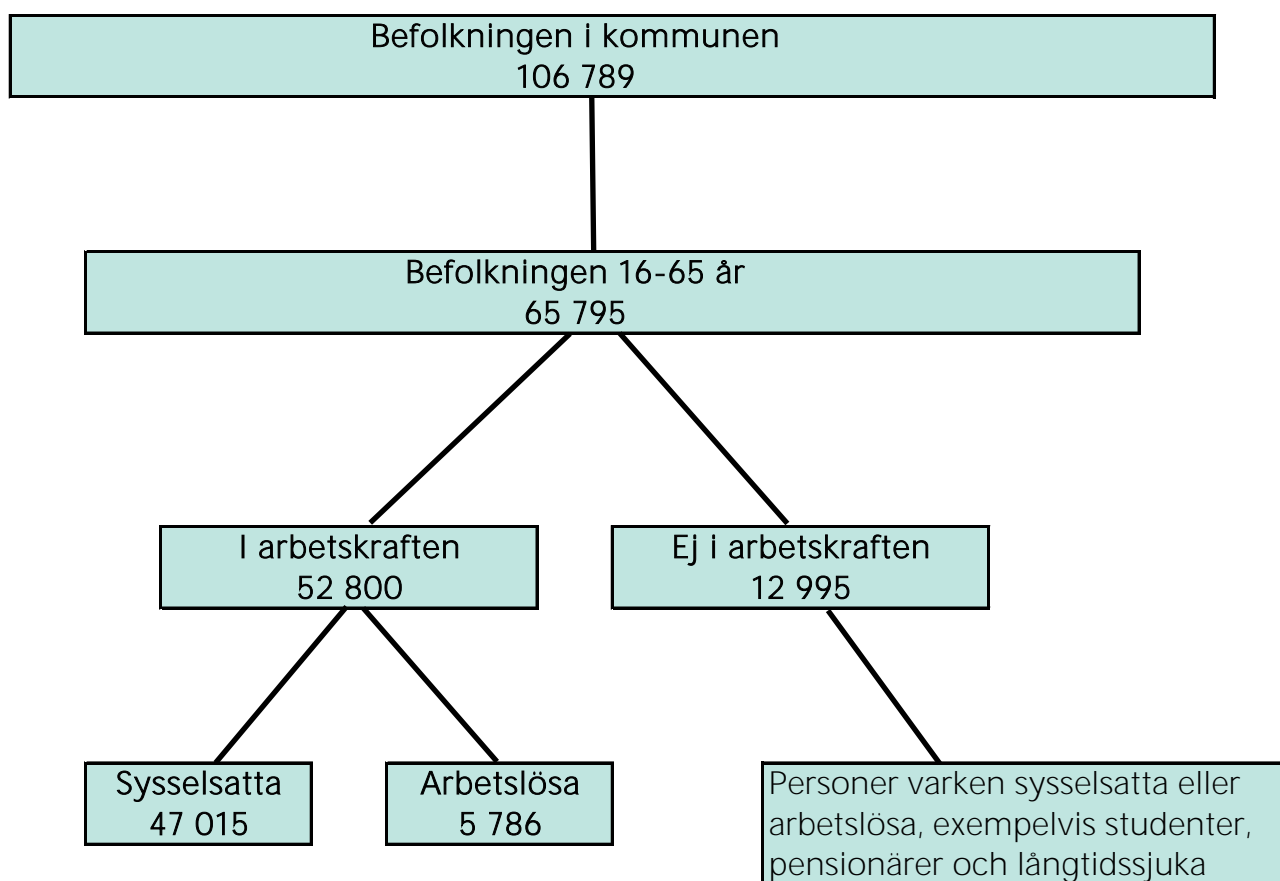 Befolkningen i kommunen
106 789
Befolkningen 16-65 år
65 795
I arbetskraften
52 800
Ej i arbetskraften
12 995
Sysselsatta
47 015
Arbetslösa
5 786
Personer varken sysselsatta eller
arbetslösa, exempelvis studenter,
pensionärer och långtidssjuka